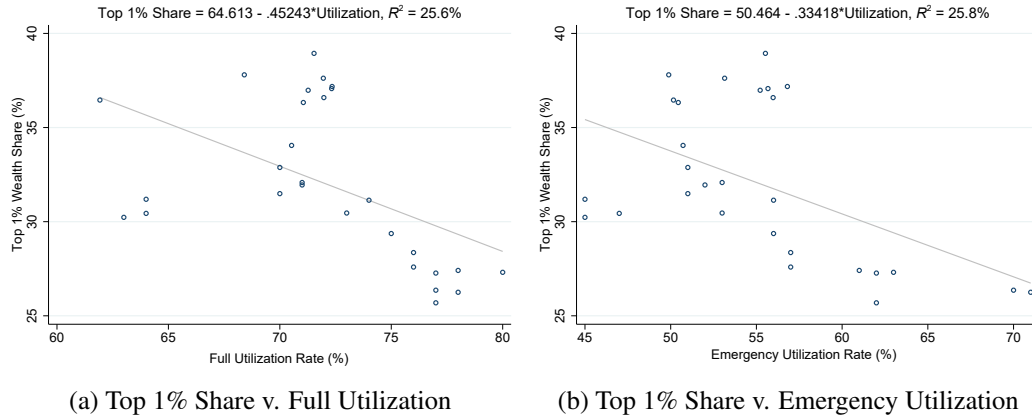 Top 1% Share = 64.613 - .45243*Utilization, R² = 25.6%
40
35
30
25
Top 1% Wealth Share (%)
60 65 70 75 80
Full Utilization Rate (%)
(a) Top 1% Share v. Full Utilization
Top 1% Share = 50.464 - .33418*Utilization, R² = 25.8%
40
35
30
25
Top 1% Wealth Share (%)
45 50 55 60 65 70
Emergency Utilization Rate (%)
(b) Top 1% Share v. Emergency Utilization